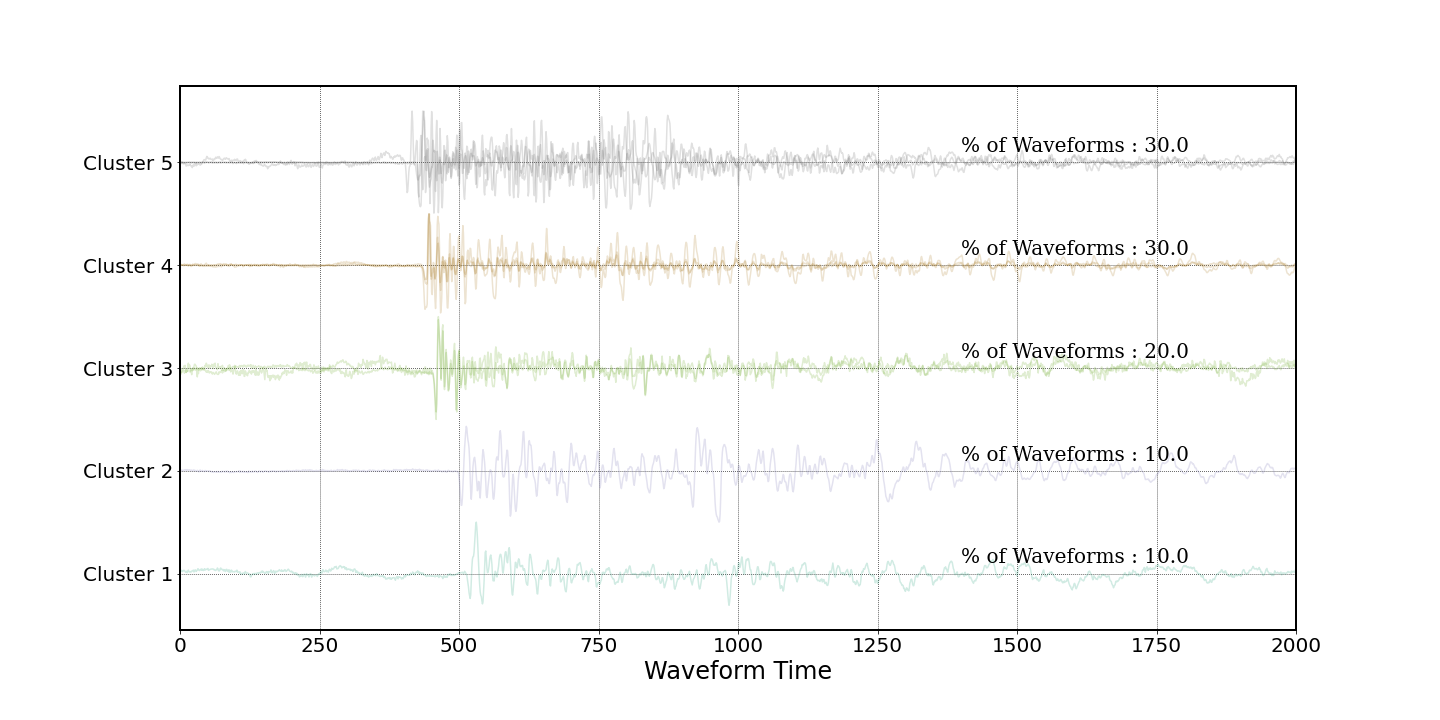 Cluster 5
% of Waveforms : 30.0
Cluster 4
% of Waveforms : 30.0
Cluster 3
% of Waveforms : 20.0
Cluster 2
% of Waveforms : 10.0
Cluster 1
% of Waveforms : 10.0
0 250 500 750 1000 1250 1500 1750 2000
Waveform Time